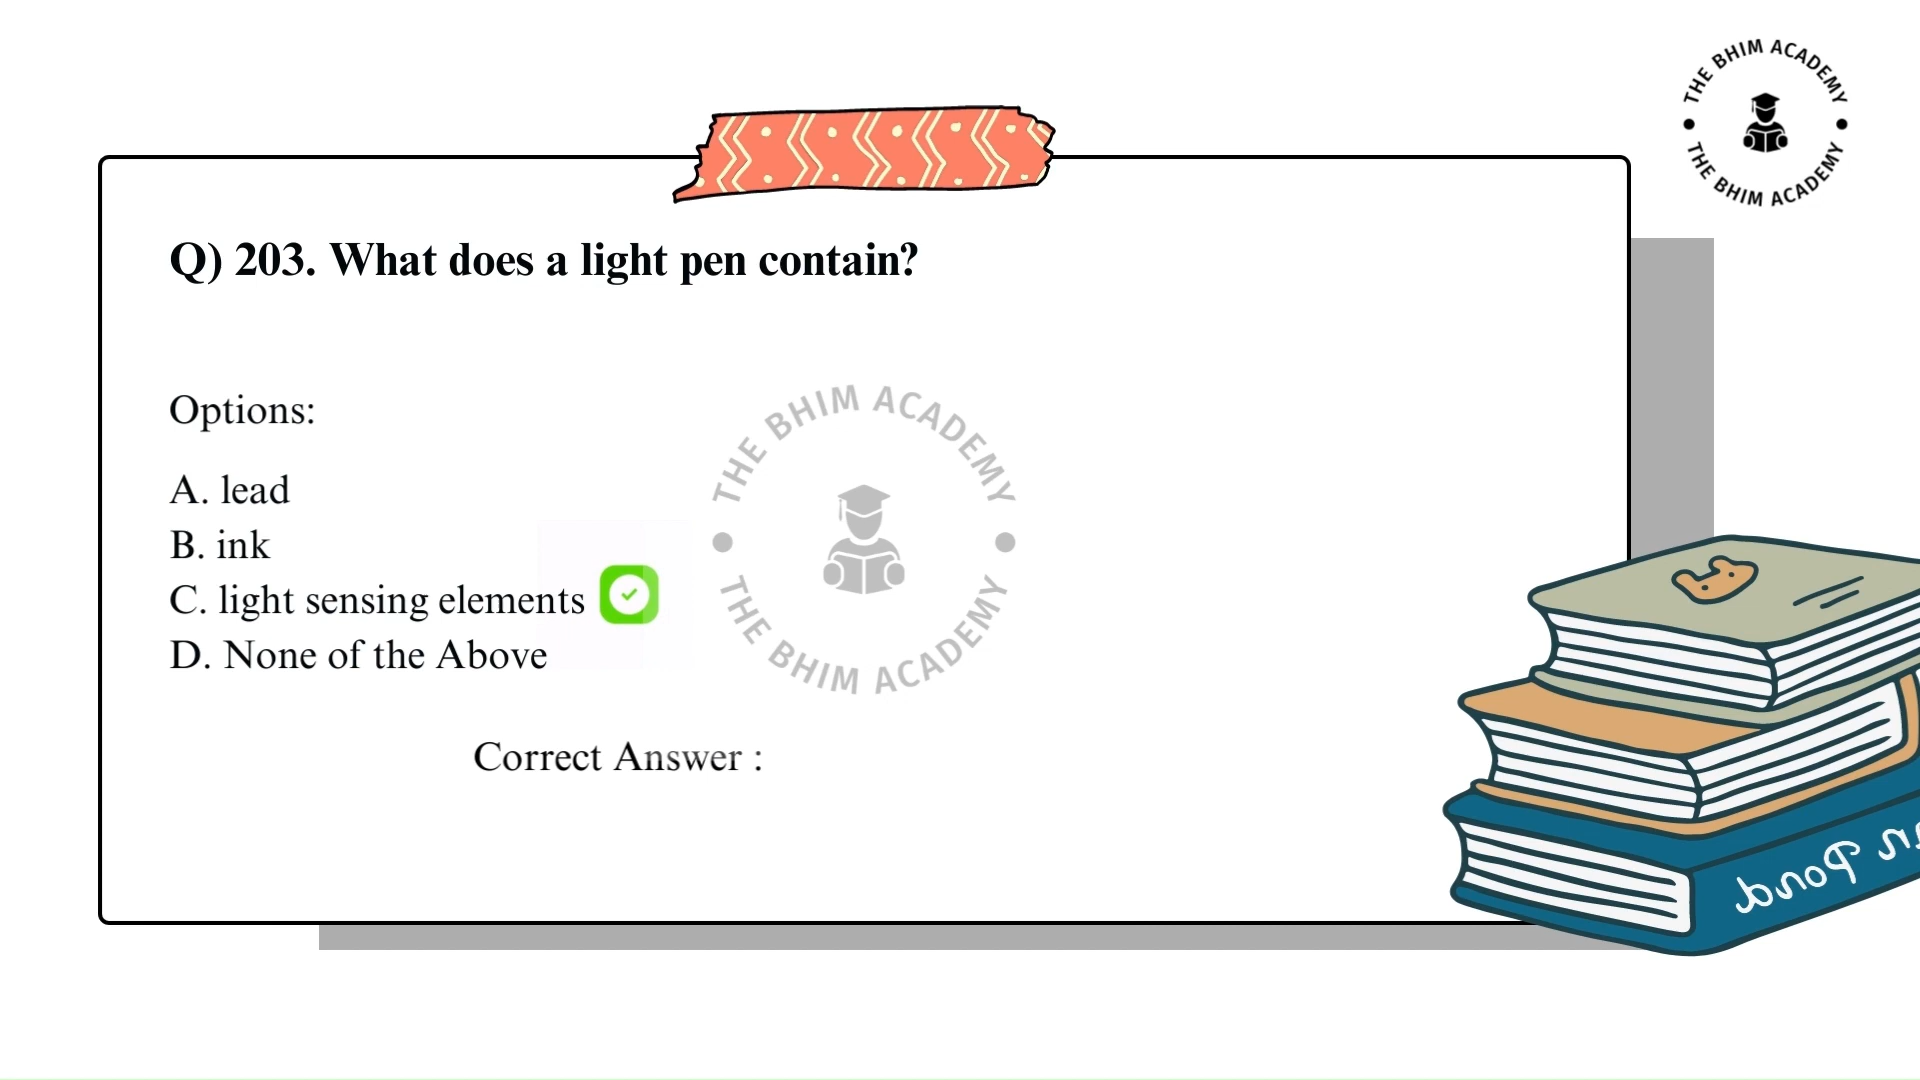 THE BHIM ACADEMY
THE BHIM ACADEMY
Q) 203. What does a light pen contain?
Options:
A. lead
B. ink
C. light sensing elements
D. None of the Above
Correct Answer :
THE BHIM ACADEMY
THE BHIM ACADEMY
Pond